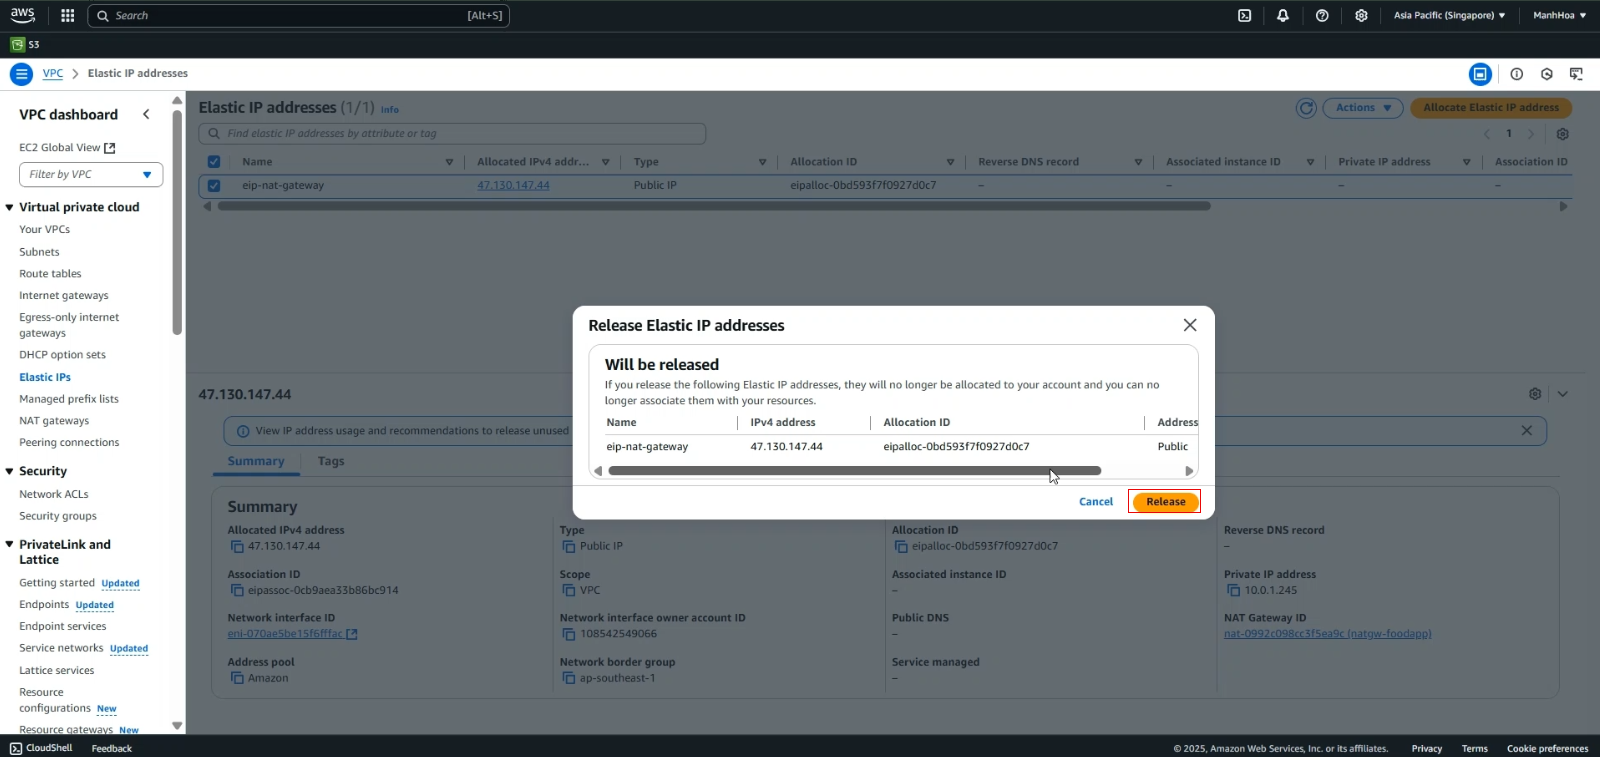 aws
Search [Alt+S]
Asia Pacific (Singapore) ▼
ManhHoa ▼
S3
VPC > Elastic IP addresses
VPC dashboard
EC2 Global View
Filter by VPC
Virtual private cloud
Your VPCs
Subnets
Route tables
Internet gateways
Egress-only internet
gateways
DHCP option sets
Elastic IPs
Managed prefix lists
NAT gateways
Peering connections
Security
Network ACLs
Security groups
PrivateLink and
Lattice
Getting started Updated
Endpoints Updated
Endpoint services
Service networks Updated
Lattice services
Resource
configurations New
Resource gateways New
Elastic IP addresses (1/1) Info
Actions ▼
Allocate Elastic IP address
Find elastic IP addresses by attribute or tag
1
Name Allocated IPv4 addr... Type Allocation ID Reverse DNS record Associated instance ID Private IP address Association ID
eip-nat-gateway 47.130.147.44 Public IP eipalloc-0bd593f7f0927d0c7 – – – –
Release Elastic IP addresses
Will be released
If you release the following Elastic IP addresses, they will no longer be allocated to your account and you can no
longer associate them with your resources.
Name IPv4 address Allocation ID Address
eip-nat-gateway 47.130.147.44 eipalloc-0bd593f7f0927d0c7 Public
Cancel Release
47.130.147.44
View IP address usage and recommendations to release unused
Summary Tags
Summary
Allocated IPv4 address Type Allocation ID Reverse DNS record
47.130.147.44 Public IP eipalloc-0bd593f7f0927d0c7 –
Association ID Scope Associated instance ID Private IP address
eipassoc-0cb9aea33b86bc914 VPC – 10.0.1.245
Network interface ID Network interface owner account ID Public DNS NAT Gateway ID
eni-070ae5be15f6fffac 108542549066 – nat-0992c098cc3f5ea9c (natgw-foodapp)
Address pool Network border group Service managed
Amazon ap-southeast-1 –
CloudShell Feedback
© 2025, Amazon Web Services, Inc. or its affiliates. Privacy Terms Cookie preferences